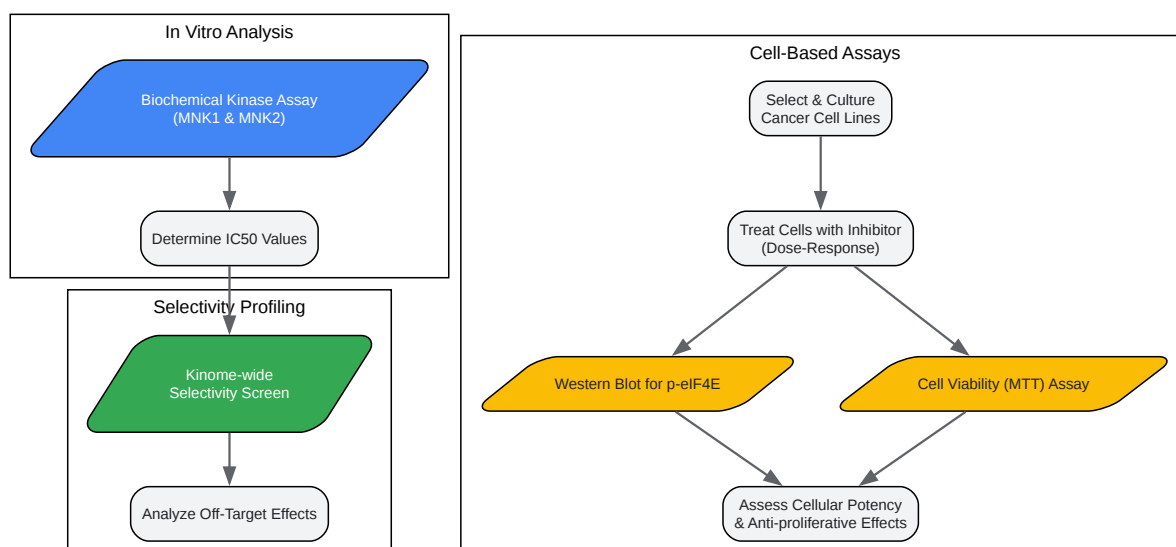 In Vitro Analysis
Biochemical Kinase Assay
(MNK1 & MNK2)
Determine IC50 Values
Selectivity Profiling
Kinome-wide
Selectivity Screen
Analyze Off-Target Effects
Cell-Based Assays
Select & Culture
Cancer Cell Lines
Treat Cells with Inhibitor
(Dose-Response)
Western Blot for p-eIF4E
Cell Viability (MTT) Assay
Assess Cellular Potency
& Anti-proliferative Effects